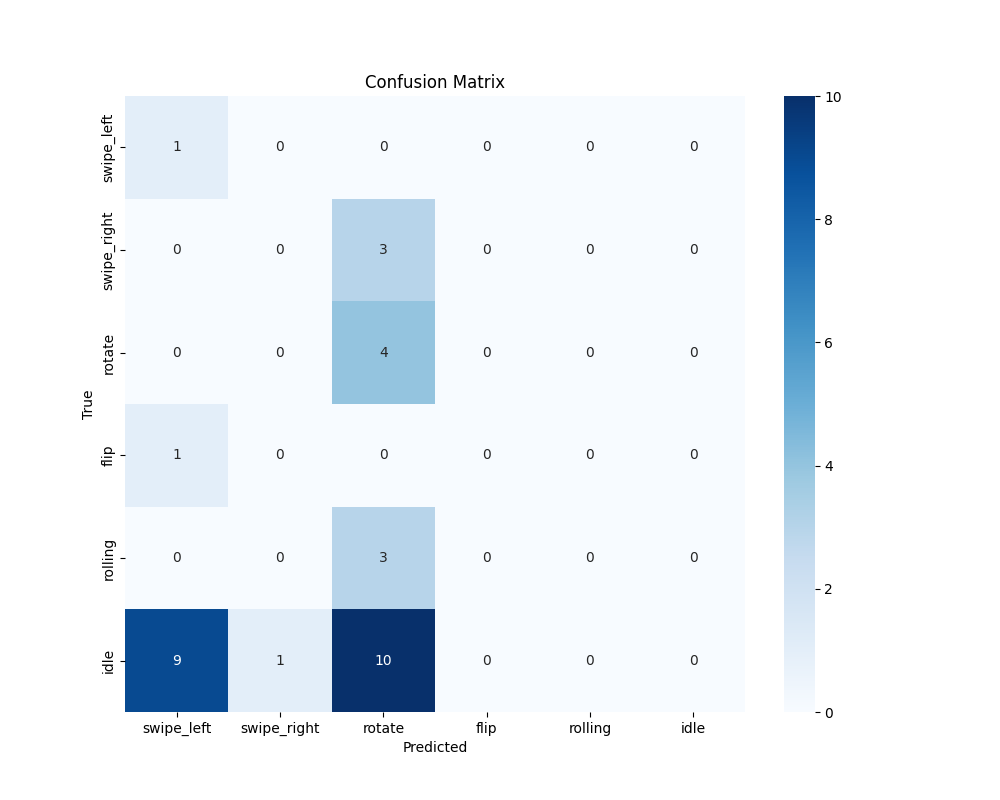 Confusion Matrix
swipe_left 1 0 0 0 0 0
swipe_right 0 0 3 0 0 0
rotate 0 0 4 0 0 0
flip 1 0 0 0 0 0
rolling 0 0 3 0 0 0
idle 9 1 10 0 0 0
swipe_left swipe_right rotate flip rolling idle
Predicted
True
10
8
6
4
2
0